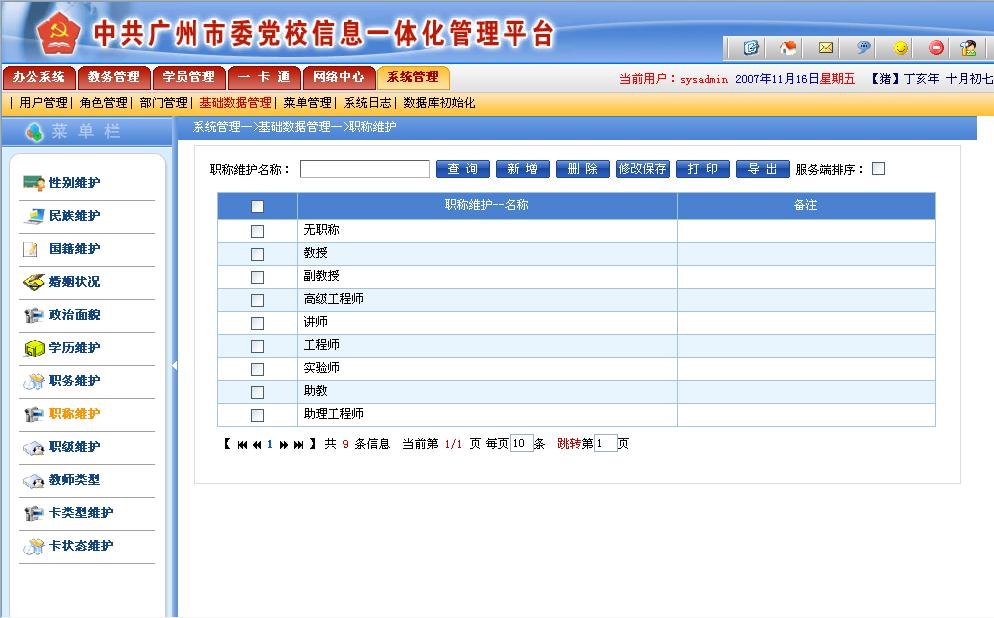 中共广州市委党校信息一体化管理平台
办公系统 教务管理 学员管理 一 卡 通 网络中心 系统管理
当前用户：sysadmin 2007年11月16日星期五 【猪】丁亥年 十月初七
| 用户管理| 角色管理| 部门管理| 基础数据管理| 菜单管理| 系统日志| 数据库初始化
菜 单 栏
系统管理—>基础数据管理—>职称维护
性别维护
民族维护
国籍维护
婚姻状况
政治面貌
学历维护
职务维护
职称维护
职级维护
教师类型
卡类型维护
卡状态维护
职称维护名称： 查 询 新 增 删 除 修改保存 打 印 导 出 服务端排序：
职称维护--名称 备注
无职称
教授
副教授
高级工程师
讲师
工程师
实验师
助教
助理工程师
【 1 】 共 9 条信息 当前第 1/1 页 每页10条 跳转第1页